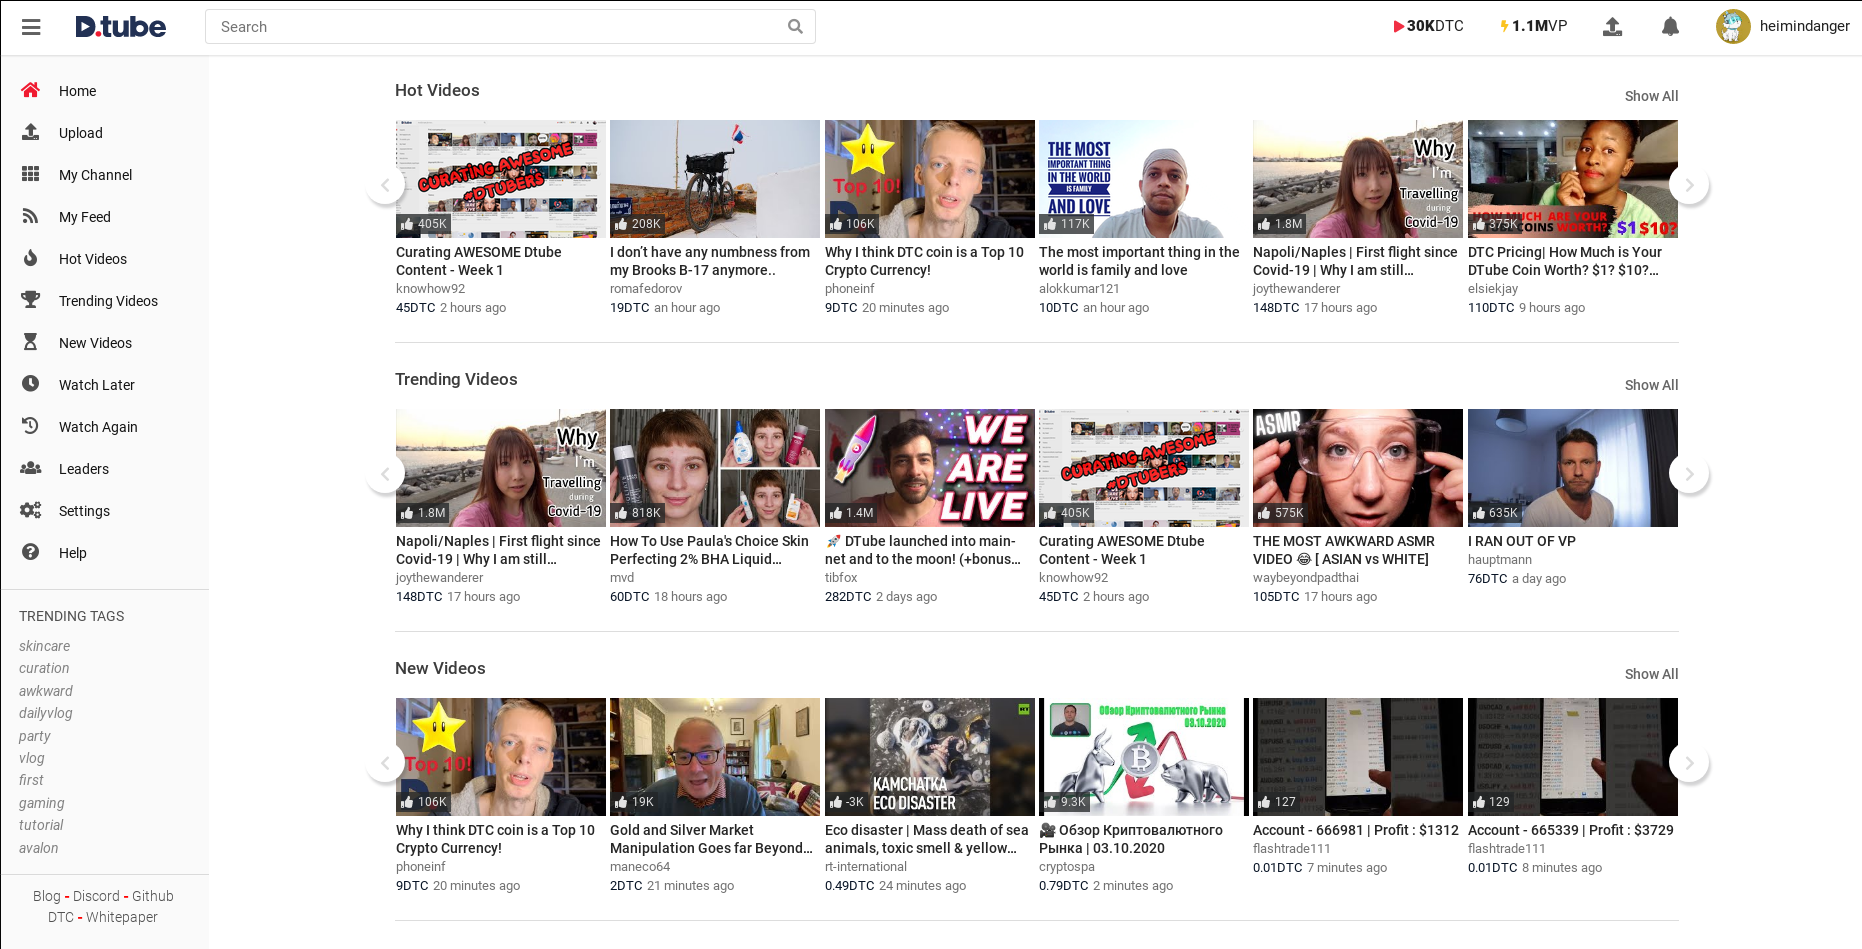 D.tube
Search
30KDTC
1.1MVP
heimindanger
Home
Upload
My Channel
My Feed
Hot Videos
Trending Videos
New Videos
Watch Later
Watch Again
Leaders
Settings
Help
TRENDING TAGS
skincare
curation
awkward
dailyvlog
party
vlog
first
gaming
tutorial
avalon
Blog - Discord - Github
DTC - Whitepaper
Hot Videos
Show All
CURATING AWESOME
#DTUBERS
405K
Curating AWESOME Dtube
Content - Week 1
knowhow92
45DTC 2 hours ago
208K
I don't have any numbness from
my Brooks B-17 anymore..
romafedorov
19DTC an hour ago
Top 10!
106K
Why I think DTC coin is a Top 10
Crypto Currency!
phoneinf
9DTC 20 minutes ago
THE MOST
IMPORTANT THING
IN THE WORLD
IS FAMILY
AND LOVE
117K
The most important thing in the
world is family and love
alokkumar121
10DTC an hour ago
Why
I'm
Travelling
during
Covid-19
1.8M
Napoli/Naples | First flight since
Covid-19 | Why I am still...
joythewanderer
148DTC 17 hours ago
HOW MUCH ARE YOUR
COINS WORTH? $1 $10?
375K
DTC Pricing| How Much is Your
DTube Coin Worth? $1? $10?...
elsiekjay
110DTC 9 hours ago
Trending Videos
Show All
Why
I'm
Travelling
during
Covid-19
1.8M
Napoli/Naples | First flight since
Covid-19 | Why I am still...
joythewanderer
148DTC 17 hours ago
818K
How To Use Paula's Choice Skin
Perfecting 2% BHA Liquid...
mvd
60DTC 18 hours ago
WE
ARE
LIVE
1.4M
🚀 DTube launched into main-
net and to the moon! (+bonus...
tibfox
282DTC 2 days ago
CURATING AWESOME
#DTUBERS
405K
Curating AWESOME Dtube
Content - Week 1
knowhow92
45DTC 2 hours ago
ASMR
575K
THE MOST AWKWARD ASMR
VIDEO 😂 [ ASIAN vs WHITE]
waybeyondpadthai
105DTC 17 hours ago
635K
I RAN OUT OF VP
hauptmann
76DTC a day ago
New Videos
Show All
Top 10!
106K
Why I think DTC coin is a Top 10
Crypto Currency!
phoneinf
9DTC 20 minutes ago
19K
Gold and Silver Market
Manipulation Goes far Beyond...
maneco64
2DTC 21 minutes ago
RT
KAMCHATKA
ECO DISASTER
-3K
Eco disaster | Mass death of sea
animals, toxic smell & yellow...
rt-international
0.49DTC 24 minutes ago
Обзор Криптовалютного Рынка
03.10.2020
9.3K
🎥 Обзор Криптовалютного
Рынка | 03.10.2020
cryptospa
0.79DTC 2 minutes ago
127
Account - 666981 | Profit : $1312
flashtrade111
0.01DTC 7 minutes ago
129
Account - 665339 | Profit : $3729
flashtrade111
0.01DTC 8 minutes ago